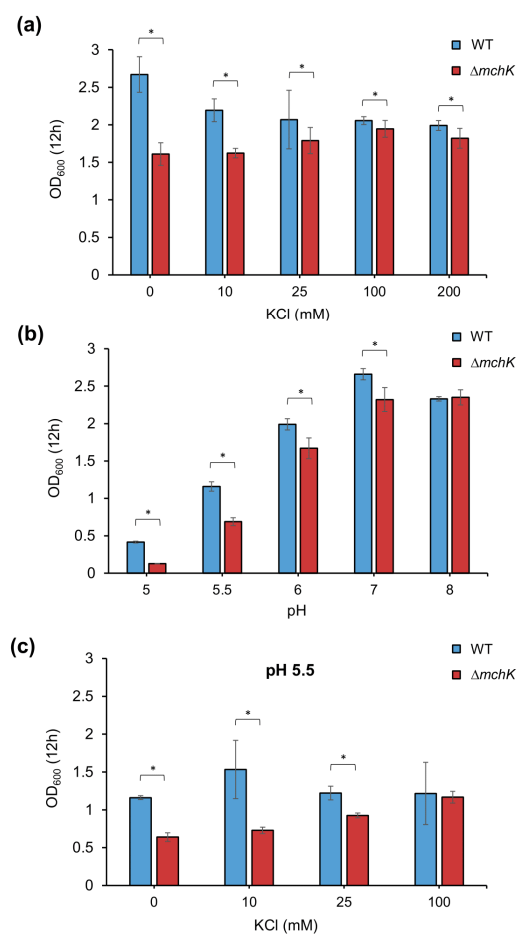 (a)
WT
ΔmchK
3
2.5
2
1.5
1
0.5
0
OD600 (12h)
* * * * *
0 10 25 100 200
KCl (mM)
(b)
WT
ΔmchK
3
2.5
2
1.5
1
0.5
0
OD600 (12h)
* * * *
5 5.5 6 7 8
pH
(c)
WT
ΔmchK
pH 5.5
3
2.5
2
1.5
1
0.5
0
OD600 (12h)
* * *
0 10 25 100
KCl (mM)